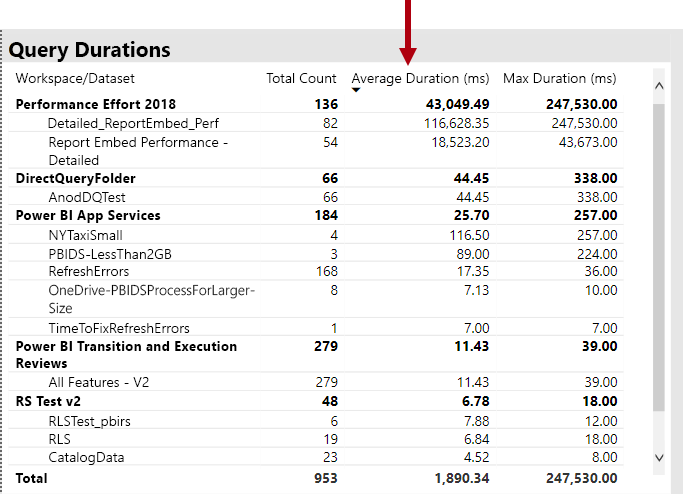 Query Durations
Workspace/Dataset Total Count Average Duration (ms) Max Duration (ms)
Performance Effort 2018 136 43,049.49 247,530.00
Detailed_ReportEmbed_Perf 82 116,628.35 247,530.00
Report Embed Performance - 54 18,523.20 43,673.00
Detailed
DirectQueryFolder 66 44.45 338.00
AnodDQTest 66 44.45 338.00
Power BI App Services 184 25.70 257.00
NYTaxiSmall 4 116.50 257.00
PBIDS-LessThan2GB 3 89.00 224.00
RefreshErrors 168 17.35 36.00
OneDrive-PBIDSProcessForLarger- 8 7.13 10.00
Size
TimeToFixRefreshErrors 1 7.00 7.00
Power BI Transition and Execution 279 11.43 39.00
Reviews
All Features - V2 279 11.43 39.00
RS Test v2 48 6.78 18.00
RLSTest_pbirs 6 7.88 12.00
RLS 19 6.84 18.00
CatalogData 23 4.52 8.00
Total 953 1,890.34 247,530.00